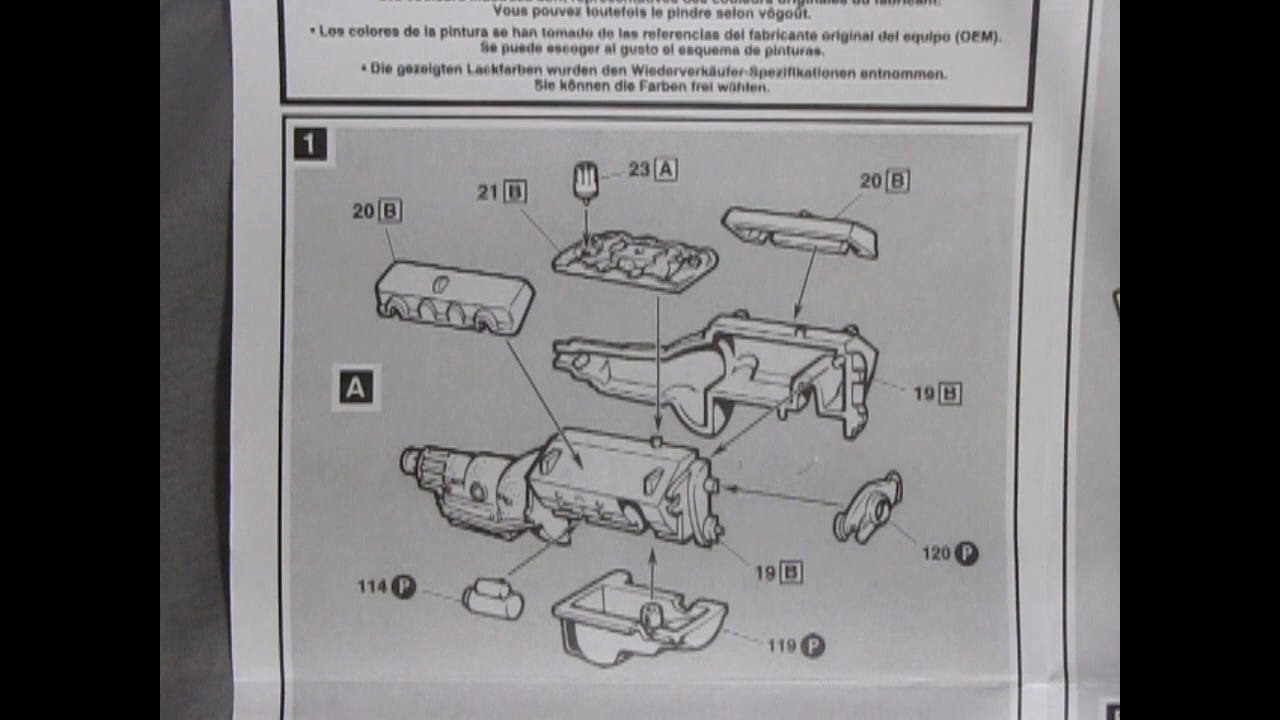 Vous pouvez toutefois le pindre selon vôgoût.
• Los colores de la pintura se han tomado de las referencias del fabricante original del equipo (OEM).
Se puede escoger al gusto el esquema de pinturas.
• Die gezeigten Lackfarben wurden den Wiederverkäufer-Spezifikationen entnommen.
Sie können die Farben frei wählen.
1
23 A
21 B
20 B
20 B
A
19 B
120 P
19 B
114 P
119 P